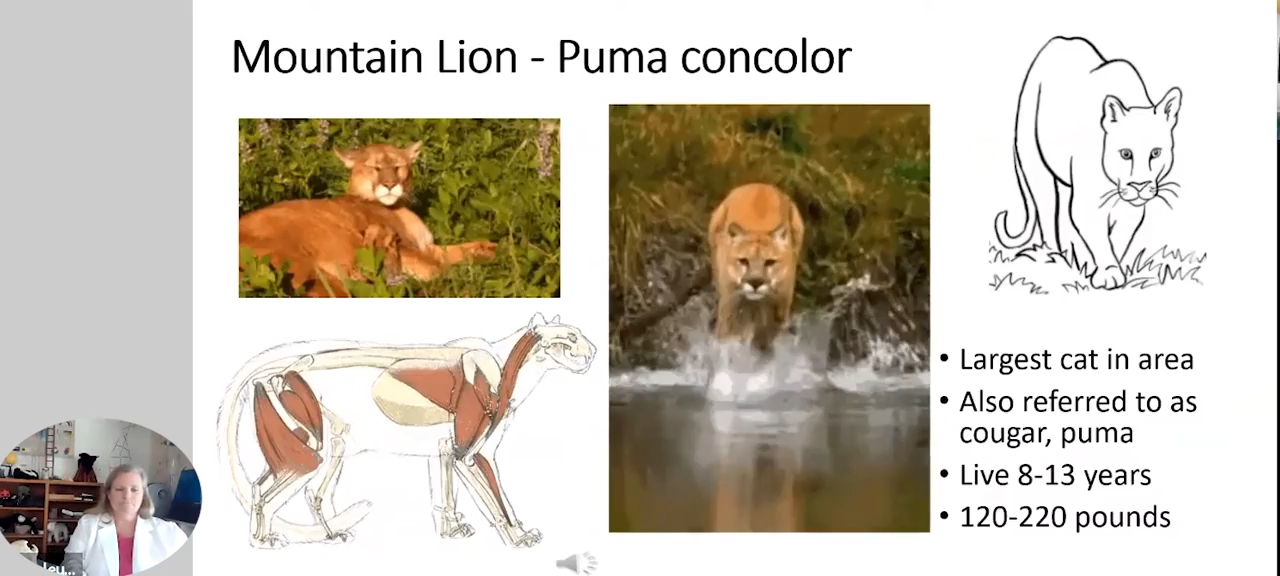 Mountain Lion - Puma concolor
• Largest cat in area
• Also referred to as
cougar, puma
• Live 8-13 years
• 120-220 pounds